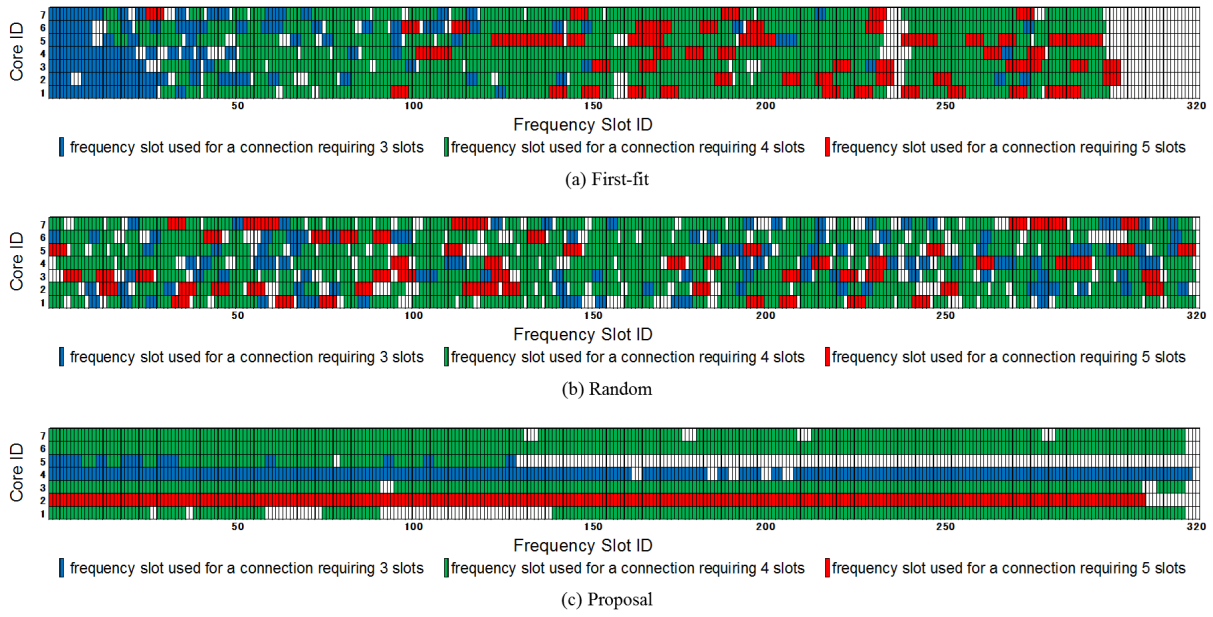 Core ID
7
6
5
4
3
2
1
50 100 150 200 250 320
Frequency Slot ID
frequency slot used for a connection requiring 3 slots frequency slot used for a connection requiring 4 slots frequency slot used for a connection requiring 5 slots
(a) First-fit
Core ID
7
6
5
4
3
2
1
50 100 150 200 250 320
Frequency Slot ID
frequency slot used for a connection requiring 3 slots frequency slot used for a connection requiring 4 slots frequency slot used for a connection requiring 5 slots
(b) Random
Core ID
7
6
5
4
3
2
1
50 100 150 200 250 320
Frequency Slot ID
frequency slot used for a connection requiring 3 slots frequency slot used for a connection requiring 4 slots frequency slot used for a connection requiring 5 slots
(c) Proposal